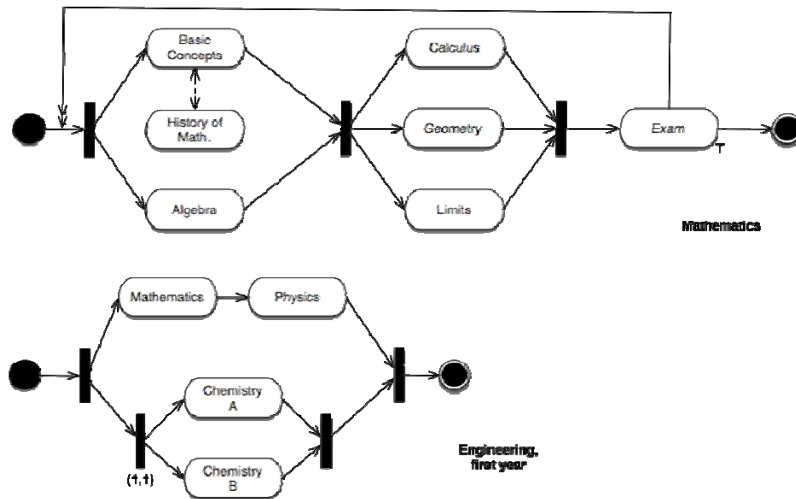 Basic
Concepts
Calculus
History of
Math.
Geometry
Exam
T
Algebra
Limits
Mathematics
Mathematics
Physics
Chemistry
A
Chemistry
B
(1,1)
Engineering,
first year